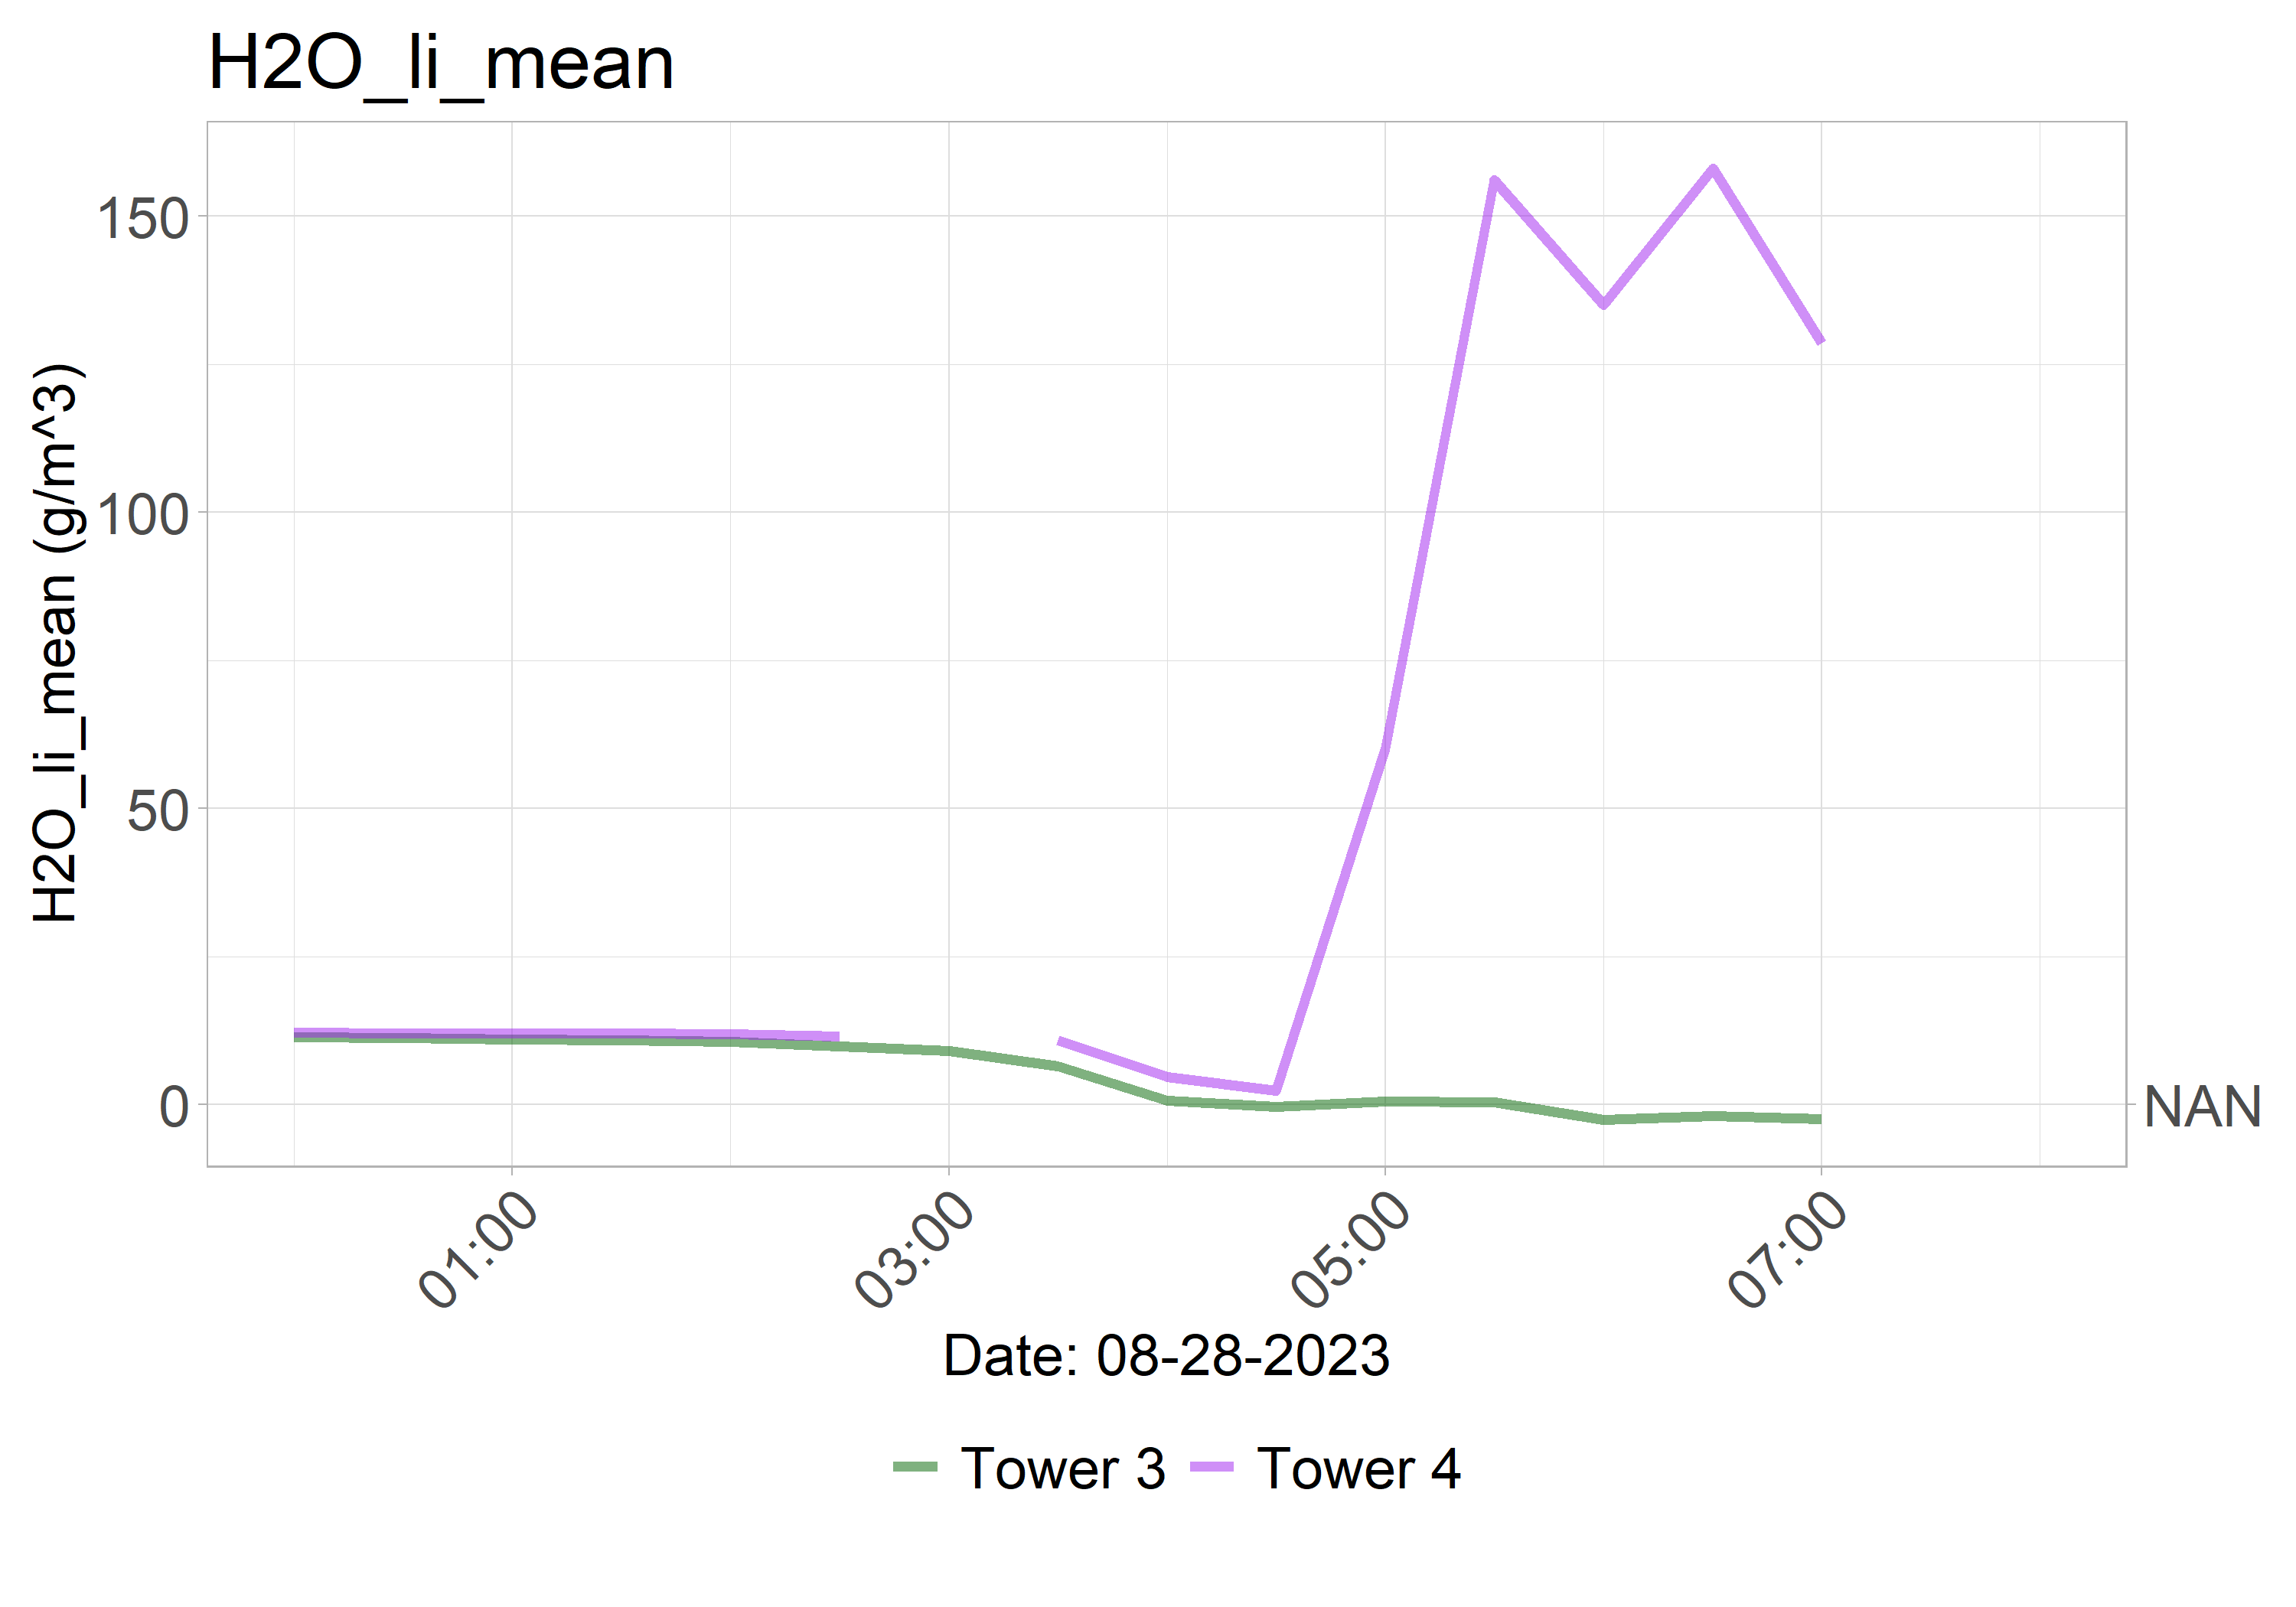 H2O_li_mean
H2O_li_mean (g/m^3)
150
100
50
0
NAN
01:00
03:00
05:00
07:00
Date: 08-28-2023
Tower 3
Tower 4